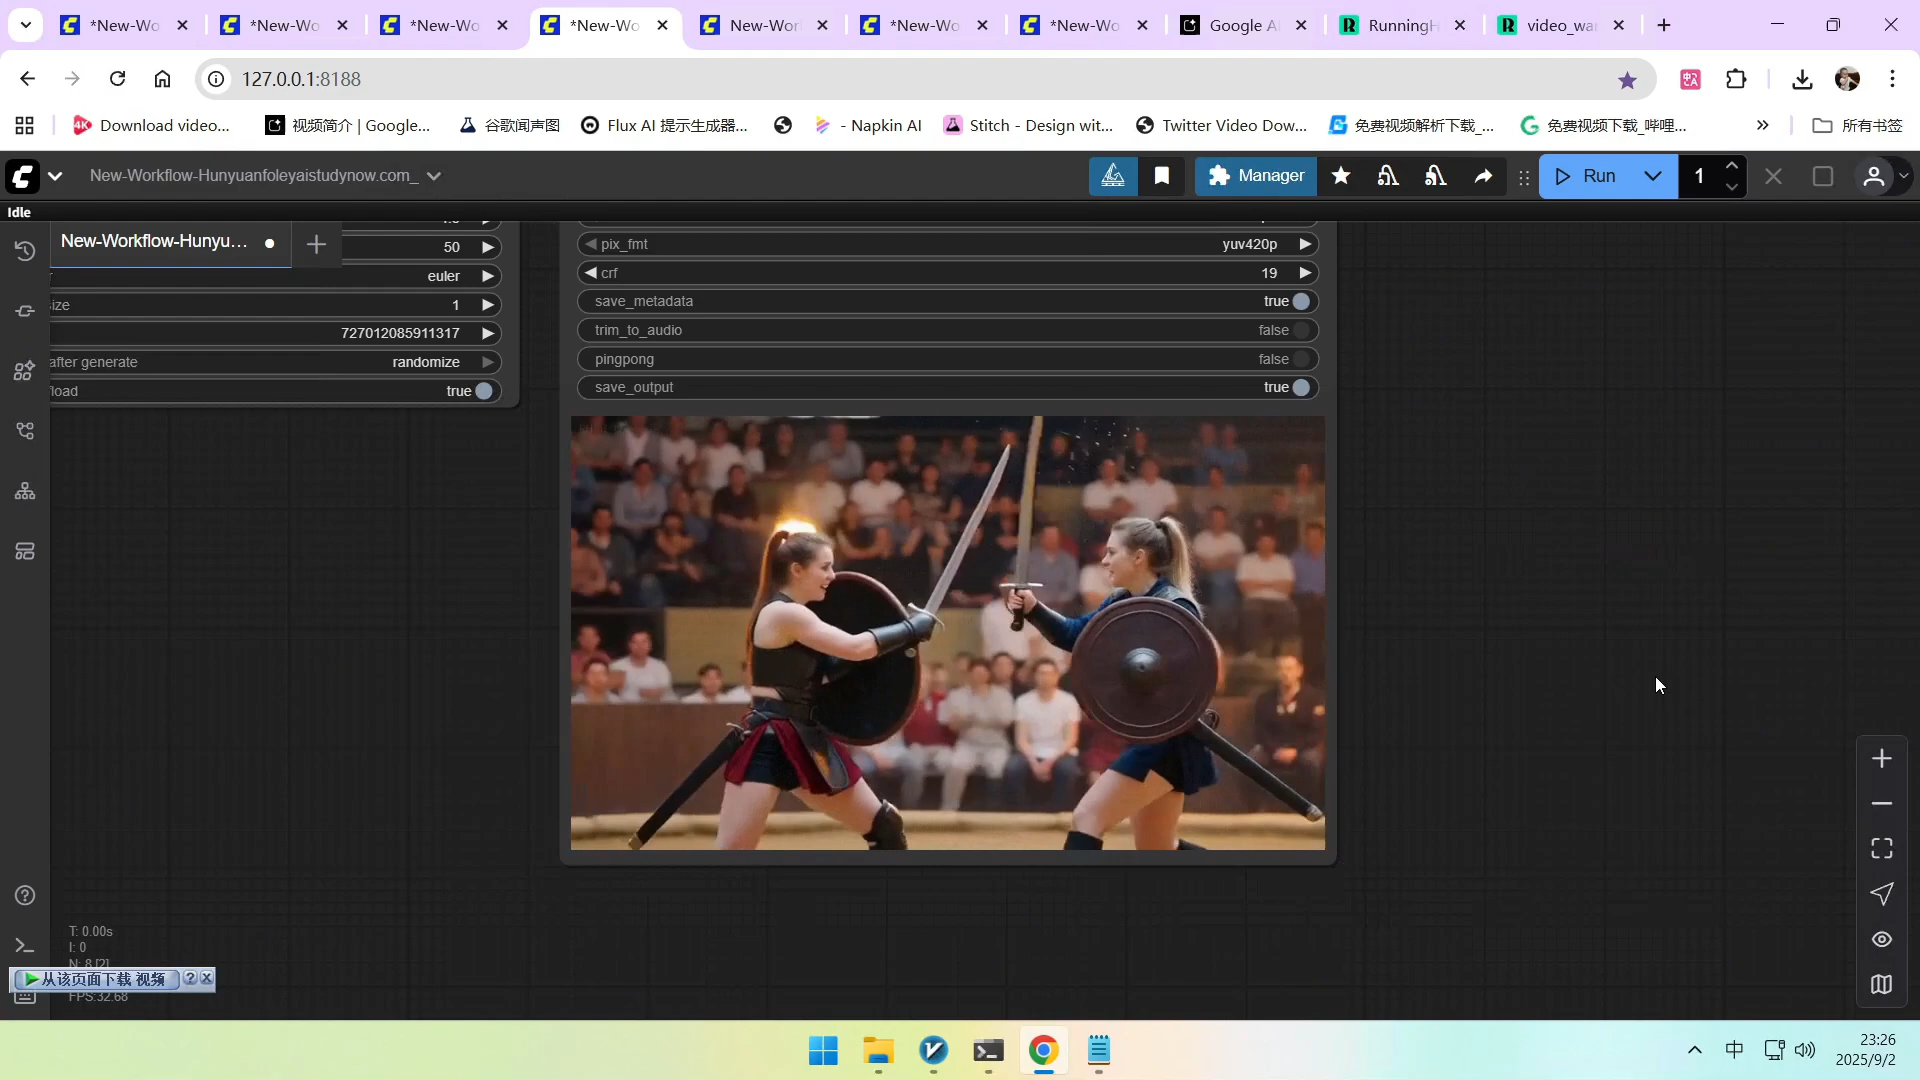 *New-Wo
*New-Wo
*New-Wo
*New-Wo
New-Wor
*New-Wo
*New-Wo
Google AI
RunningH
video_wan
127.0.0.1:8188
Download video...
视频简介 | Google...
谷歌闻声图
Flux AI 提示生成器...
- Napkin AI
Stitch - Design wit...
Twitter Video Dow...
免费视频解析下载_...
免费视频下载_哔哩...
所有书签
New-Workflow-Hunyuanfoleyaistudynow.com_
Manager
Run
1
Idle
New-Workflow-Hunyu...
50
euler
ize
1
727012085911317
after generate
randomize
load
true
pix_fmt
yuv420p
crf
19
save_metadata
true
trim_to_audio
false
pingpong
false
save_output
true
T: 0.00s
I: 0
N: 8 [2]
从该页面下载 视频
FPS:32.68
中
23:26
2025/9/2